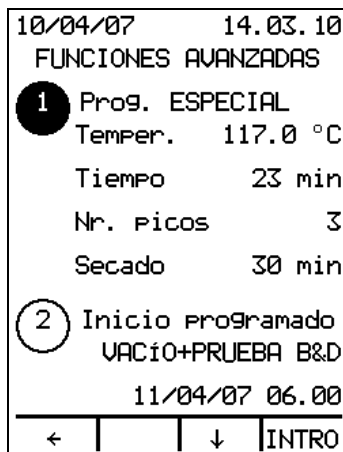 10/04/07 14.03.10
FUNCIONES AVANZADAS
1 Prog. ESPECIAL
Temper. 117.0 °C
Tiempo 23 min
Nr. picos 3
Secado 30 min
2 Inicio programado
VACíO+PRUEBA B&D
11/04/07 06.00
← ↓ INTRO